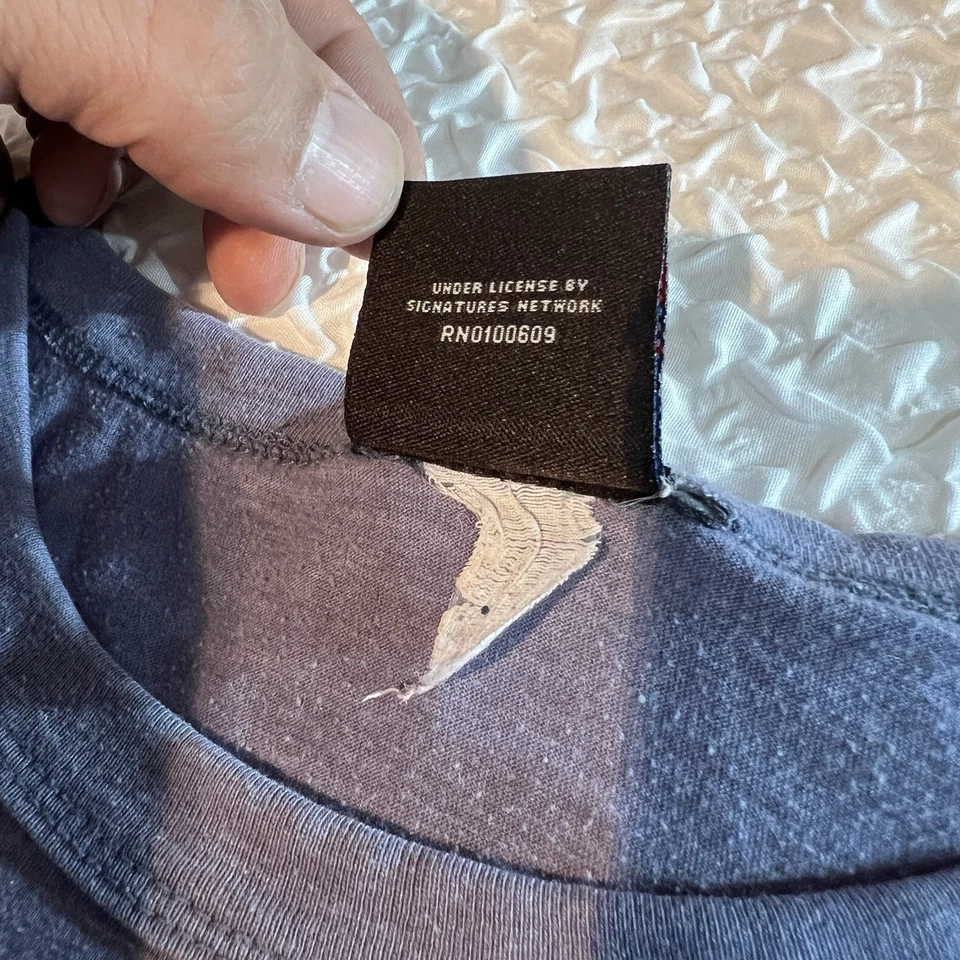 UNDER LICENSE BY
SIGNATURES NETWORK
RN0100609